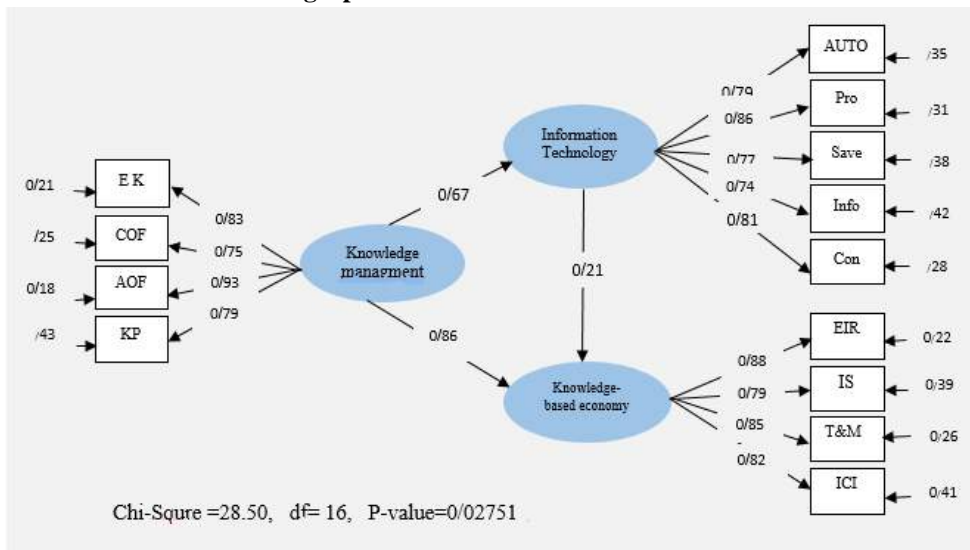 AUTO
/35
0/79
Pro
/31
0/86
Information
Technology
Save
/38
0/77
0/74
Info
/42
0/81
Con
/28
0/21
E K
0/83
0/67
/25
COF
0/75
Knowledge
managment
0/18
AOF
0/93
0/21
/43
KP
0/79
0/86
EIR
0/22
0/88
Knowledge-
based economy
IS
0/39
0/79
0/85
T&M
0/26
0/82
ICI
0/41
Chi-Squre =28.50, df= 16, P-value=0/02751